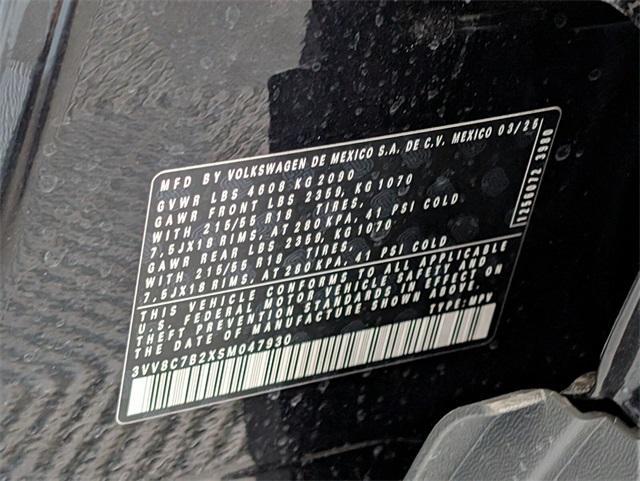 MFD BY VOLKSWAGEN DE MEXICO S.A. DE C.V. MEXICO 03/25
GVWR LBS 4608 KG 2090
GAWR FRONT LBS 2359, KG 1070
WITH 215/55 R18 TIRES,
7,5JX18 RIMS, AT 280KPA, 41 PSI COLD
GAWR REAR LBS 2359, KG 1070
WITH 215/55 R18 TIRES,
7,5JX18 RIMS, AT 280KPA, 41 PSI COLD
THIS VEHICLE CONFORMS TO ALL APPLICABLE
U.S. FEDERAL MOTOR VEHICLE SAFETY AND
THEFT PREVENTION STANDARDS IN EFFECT ON
THE DATE OF MANUFACTURE SHOWN ABOVE.
3VV8C7B2XSM047930 TYPE: MPV